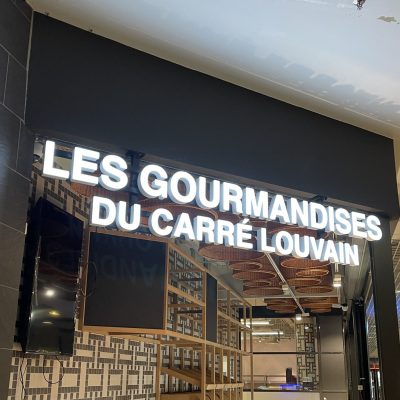 LES GOURMANDISES
DU CARRÉ LOUVAIN